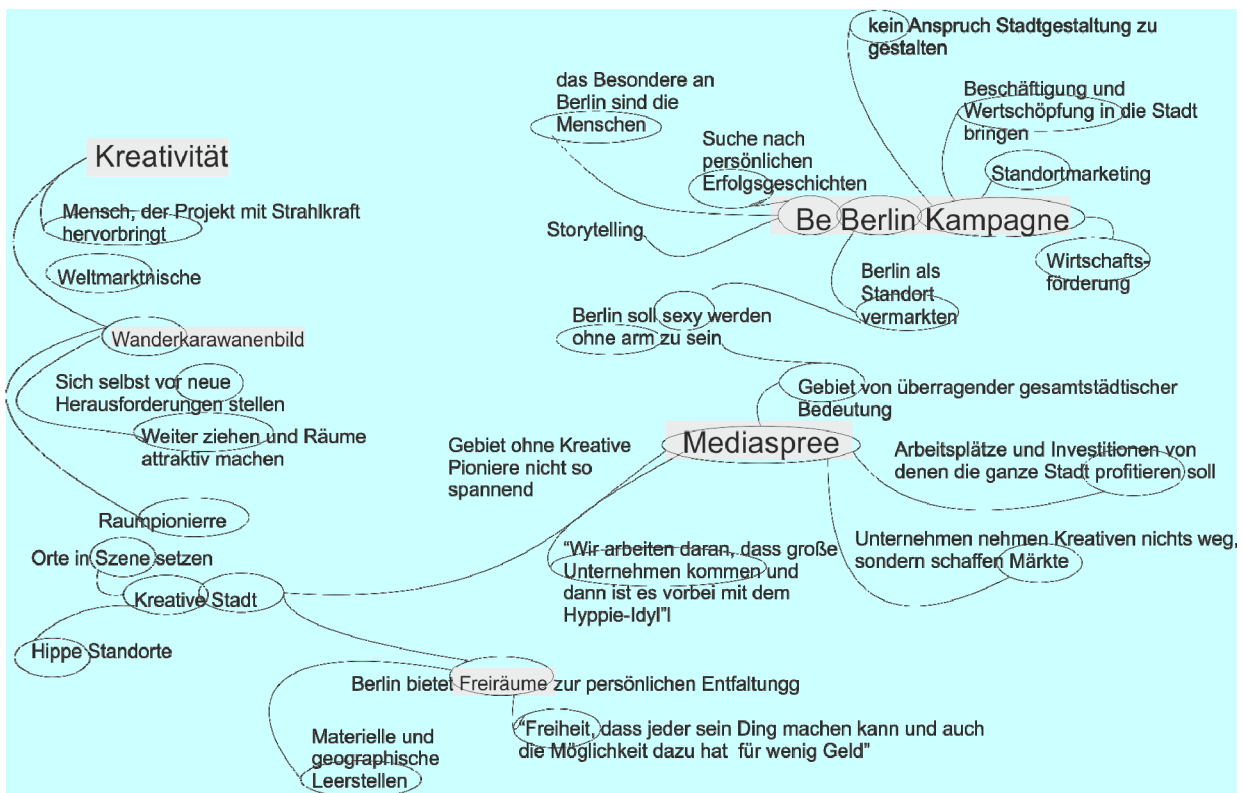 kein Anspruch Stadtgestaltung zu
gestalten
das Besondere an
Berlin sind die
Menschen
Beschäftigung und
Wertschöpfung in die Stadt
bringen
Suche nach
persönlichen
Erfolgsgeschichten
Standortmarketing
Kreativität
Mensch, der Projekt mit Strahlkraft
hervorbringt
Be Berlin Kampagne
Storytelling
Weltmarktnische
Berlin als
Standort
vermarkten
Wirtschafts-
förderung
Berlin soll sexy werden
ohne arm zu sein
Wanderkarawanenbild
Sich selbst vor neue
Herausforderungen stellen
Gebiet von überragender gesamtstädtischer
Bedeutung
Weiter ziehen und Räume
attraktiv machen
Gebiet ohne Kreative
Pioniere nicht so
spannend
Mediaspree
Arbeitsplätze und Investitionen von
denen die ganze Stadt profitieren soll
Raumpionierre
Orte in Szene setzen
"Wir arbeiten daran, dass große
Unternehmen kommen und
dann ist es vorbei mit dem
Hyppie-Idyl"l
Unternehmen nehmen Kreativen nichts weg,
sondern schaffen Märkte
Kreative Stadt
Hippe Standorte
Berlin bietet Freiräume zur persönlichen Entfaltungg
Materielle und
geographische
Leerstellen
"Freiheit, dass jeder sein Ding machen kann und auch
die Möglichkeit dazu hat für wenig Geld"